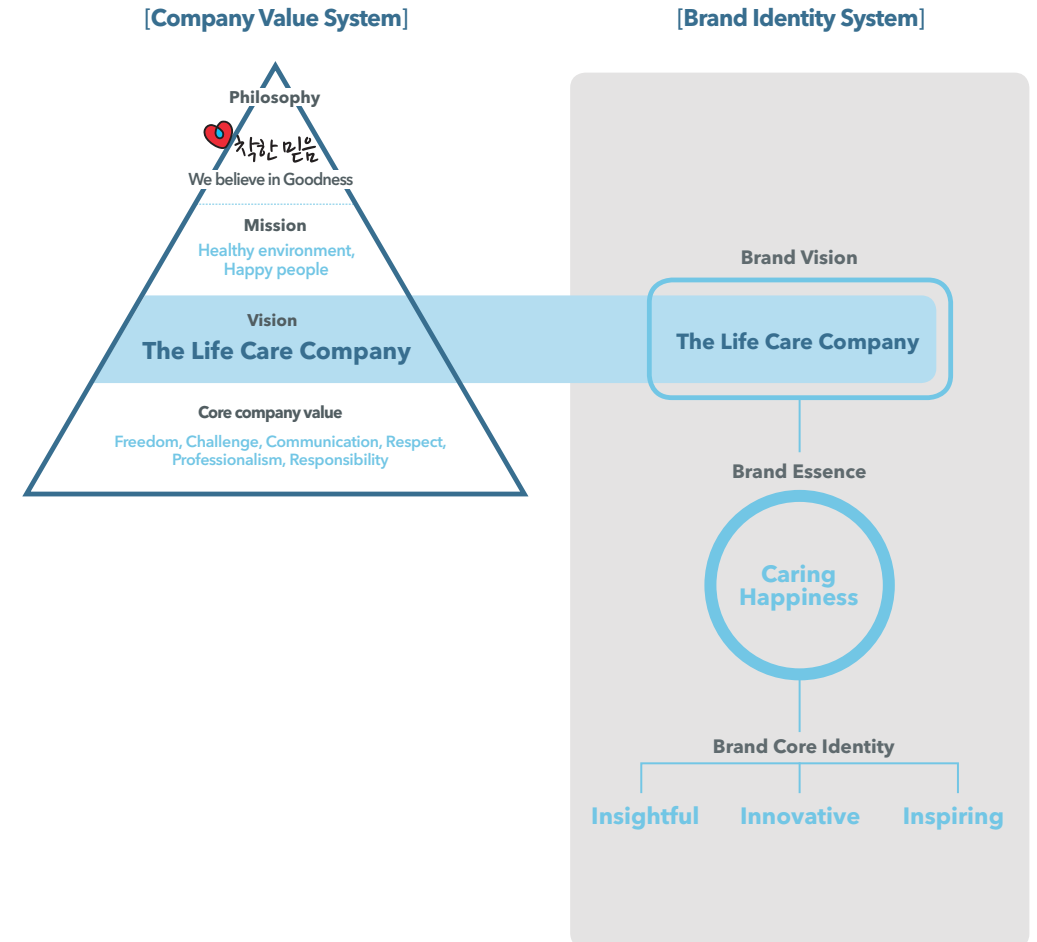 [Company Value System]
Philosophy
착한 믿음
We believe in Goodness
Mission
Healthy environment,
Happy people
Vision
The Life Care Company
Core company value
Freedom, Challenge, Communication, Respect,
Professionalism, Responsibility
[Brand Identity System]
Brand Vision
The Life Care Company
Brand Essence
Caring
Happiness
Brand Core Identity
Insightful
Innovative
Inspiring